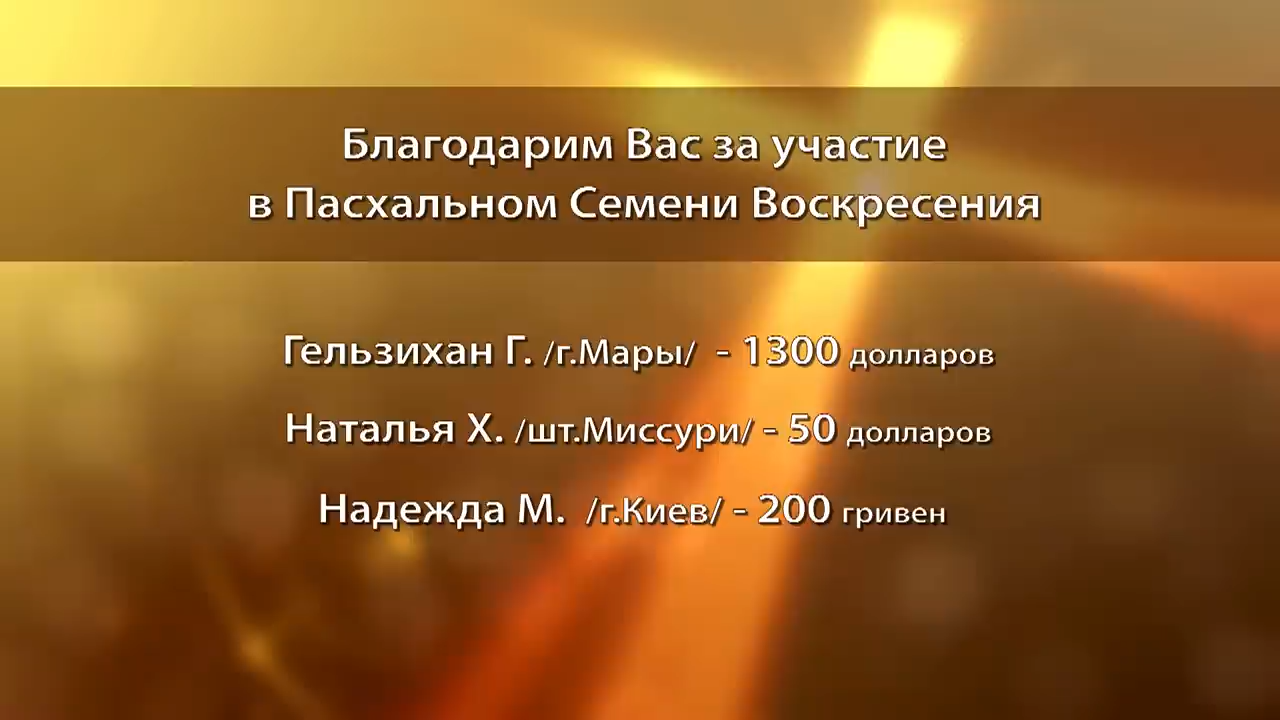 Благодарим Вас за участие
в Пасхальном Семени Воскресения
Гельзихан Г. /г.Мары/ - 1300 долларов
Наталья Х. /шт.Миссури/ - 50 долларов
Надежда М. /г.Киев/ - 200 гривен